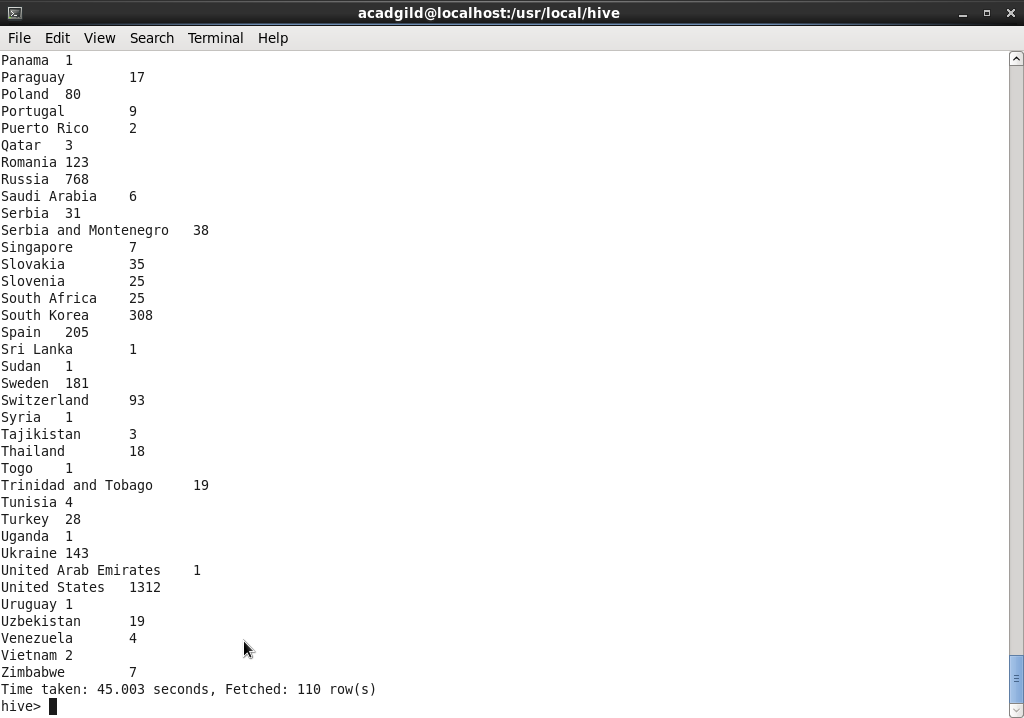 acadgild@localhost:/usr/local/hive
File Edit View Search Terminal Help
Panama 1
Paraguay 17
Poland 80
Portugal 9
Puerto Rico 2
Qatar 3
Romania 123
Russia 768
Saudi Arabia 6
Serbia 31
Serbia and Montenegro 38
Singapore 7
Slovakia 35
Slovenia 25
South Africa 25
South Korea 308
Spain 205
Sri Lanka 1
Sudan 1
Sweden 181
Switzerland 93
Syria 1
Tajikistan 3
Thailand 18
Togo 1
Trinidad and Tobago 19
Tunisia 4
Turkey 28
Uganda 1
Ukraine 143
United Arab Emirates 1
United States 1312
Uruguay 1
Uzbekistan 19
Venezuela 4
Vietnam 2
Zimbabwe 7
Time taken: 45.003 seconds, Fetched: 110 row(s)
hive>